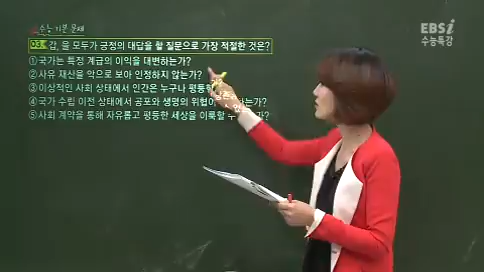 수능 기본 문제
EBSi
수능특강
03. 갑, 을 모두가 긍정의 대답을 할 질문으로 가장 적절한 것은?
①국가는 특정 계급의 이익을 대변하는가?
②사유 재산을 악으로 보아 인정하지 않는가?
③이상적인 사회 상태에서 인간은 누구나
④국가 수립 이전 상태에서 공포와 생명의 위험이 는가?
⑤사회 계약을 통해 자유롭고 평등한 세상을 이룩할 수 가?